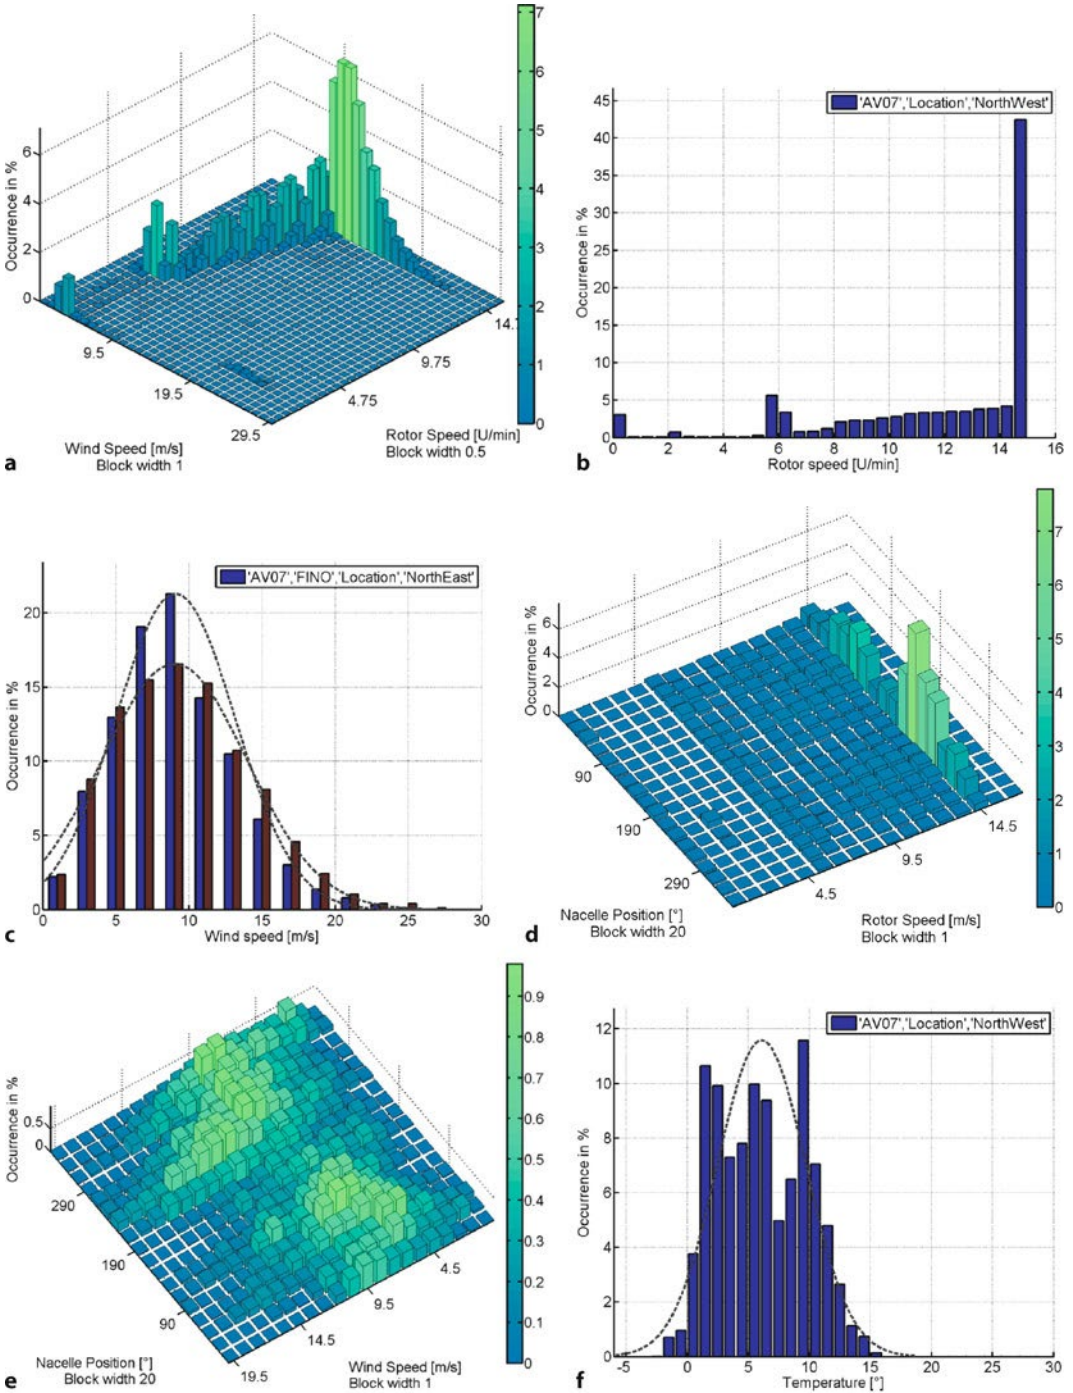 7
6
5
4
3
2
1
0
Occurrence in %
6
4
2
0
9.5
19.5
29.5
4.75
9.75
14.7
Wind Speed [m/s]
Block width 1
Rotor Speed [U/min]
Block width 0.5
a
'AV07','Location','NorthWest'
Occurrence in %
45
40
35
30
25
20
15
10
5
0
0 2 4 6 8 10 12 14 16
Rotor speed [U/min]
b
'AV07','FINO','Location','NorthEast'
Occurrence in %
20
15
10
5
0
0 5 10 15 20 25 30
Wind speed [m/s]
c
7
6
5
4
3
2
1
0
Occurrence in %
6
4
2
0
90
190
290
4.5
9.5
14.5
Nacelle Position [°]
Block width 20
Rotor Speed [m/s]
Block width 1
d
0.9
0.8
0.7
0.6
0.5
0.4
0.3
0.2
0.1
0
Occurrence in %
0.5
0
290
190
90
19.5
14.5
9.5
4.5
Nacelle Position [°]
Block width 20
Wind Speed [m/s]
Block width 1
e
'AV07','Location','NorthWest'
Occurrence in %
12
10
8
6
4
2
0
-5 0 5 10 15 20 25 30
Temperature [°]
f